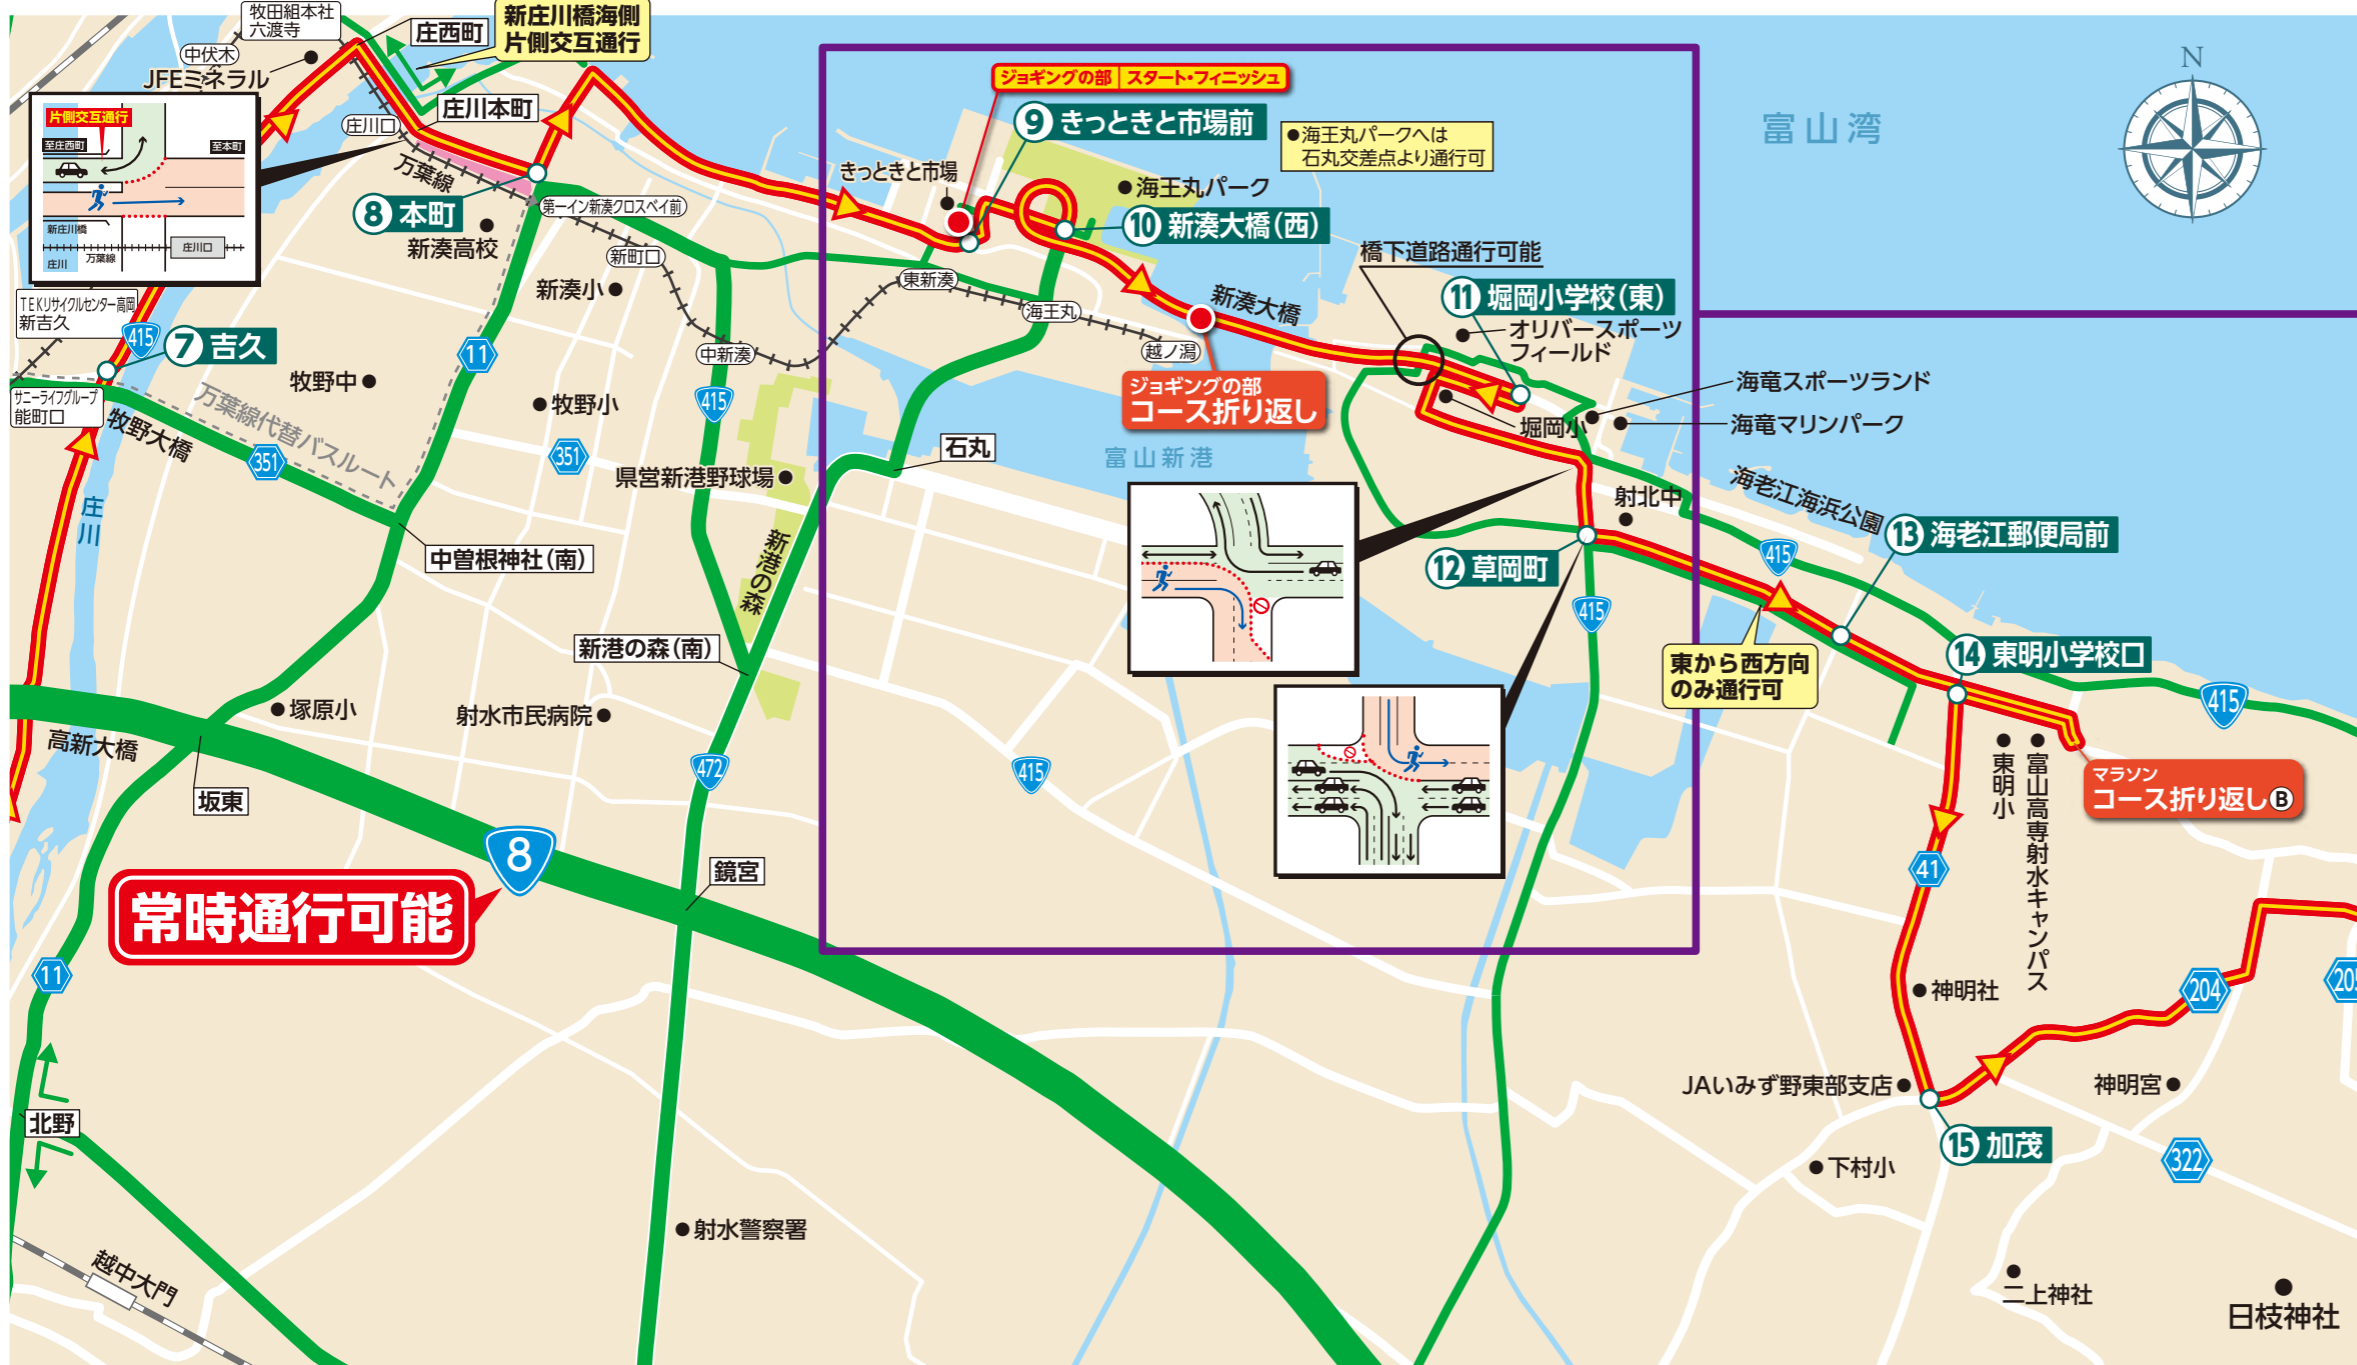 牧田組本社
六渡寺
中伏木
JFEミネラル
庄西町
新庄川橋海側
片側交互通行
庄川本町
庄川口
万葉線
片側交互通行
至庄西町
至本町
新庄川橋
庄川口
庄川
万葉線
⑧本町
第一イン新湊クロスベイ前
新湊高校
新町口
新湊小
TEKリサイクルセンター高岡
新吉久
415
⑦吉久
サニーライフグループ
能町口
牧野大橋
牧野中
11
万葉線代替バスルート
351
牧野小
351
中新湊
415
県営新港野球場
庄川
中曽根神社(南)
新港の森
新港の森(南)
塚原小
射水市民病院
高新大橋
坂東
472
8
常時通行可能
鏡宮
11
北野
越中大門
射水警察署
ジョギングの部 スタート・フィニッシュ
⑨きっときと市場前
●海王丸パークへは
石丸交差点より通行可
きっときと市場
海王丸パーク
⑩新湊大橋(西)
東新湊
海王丸
越ノ潟
新湊大橋
橋下道路通行可能
⑪堀岡小学校(東)
オリバースポーツ
フィールド
ジョギングの部
コース折り返し
堀岡小
石丸
富山新港
射北中
⑫草岡町
415
415
富山湾
N
海竜スポーツランド
海竜マリンパーク
海老江海浜公園
415
⑬海老江郵便局前
東から西方向
のみ通行可
⑭東明小学校口
415
東明小
富山高専射水キャンパス
マラソン
コース折り返しⒷ
41
神明社
204
205
JAいみず野東部支店
神明宮
⑮加茂
322
下村小
二上神社
日枝神社